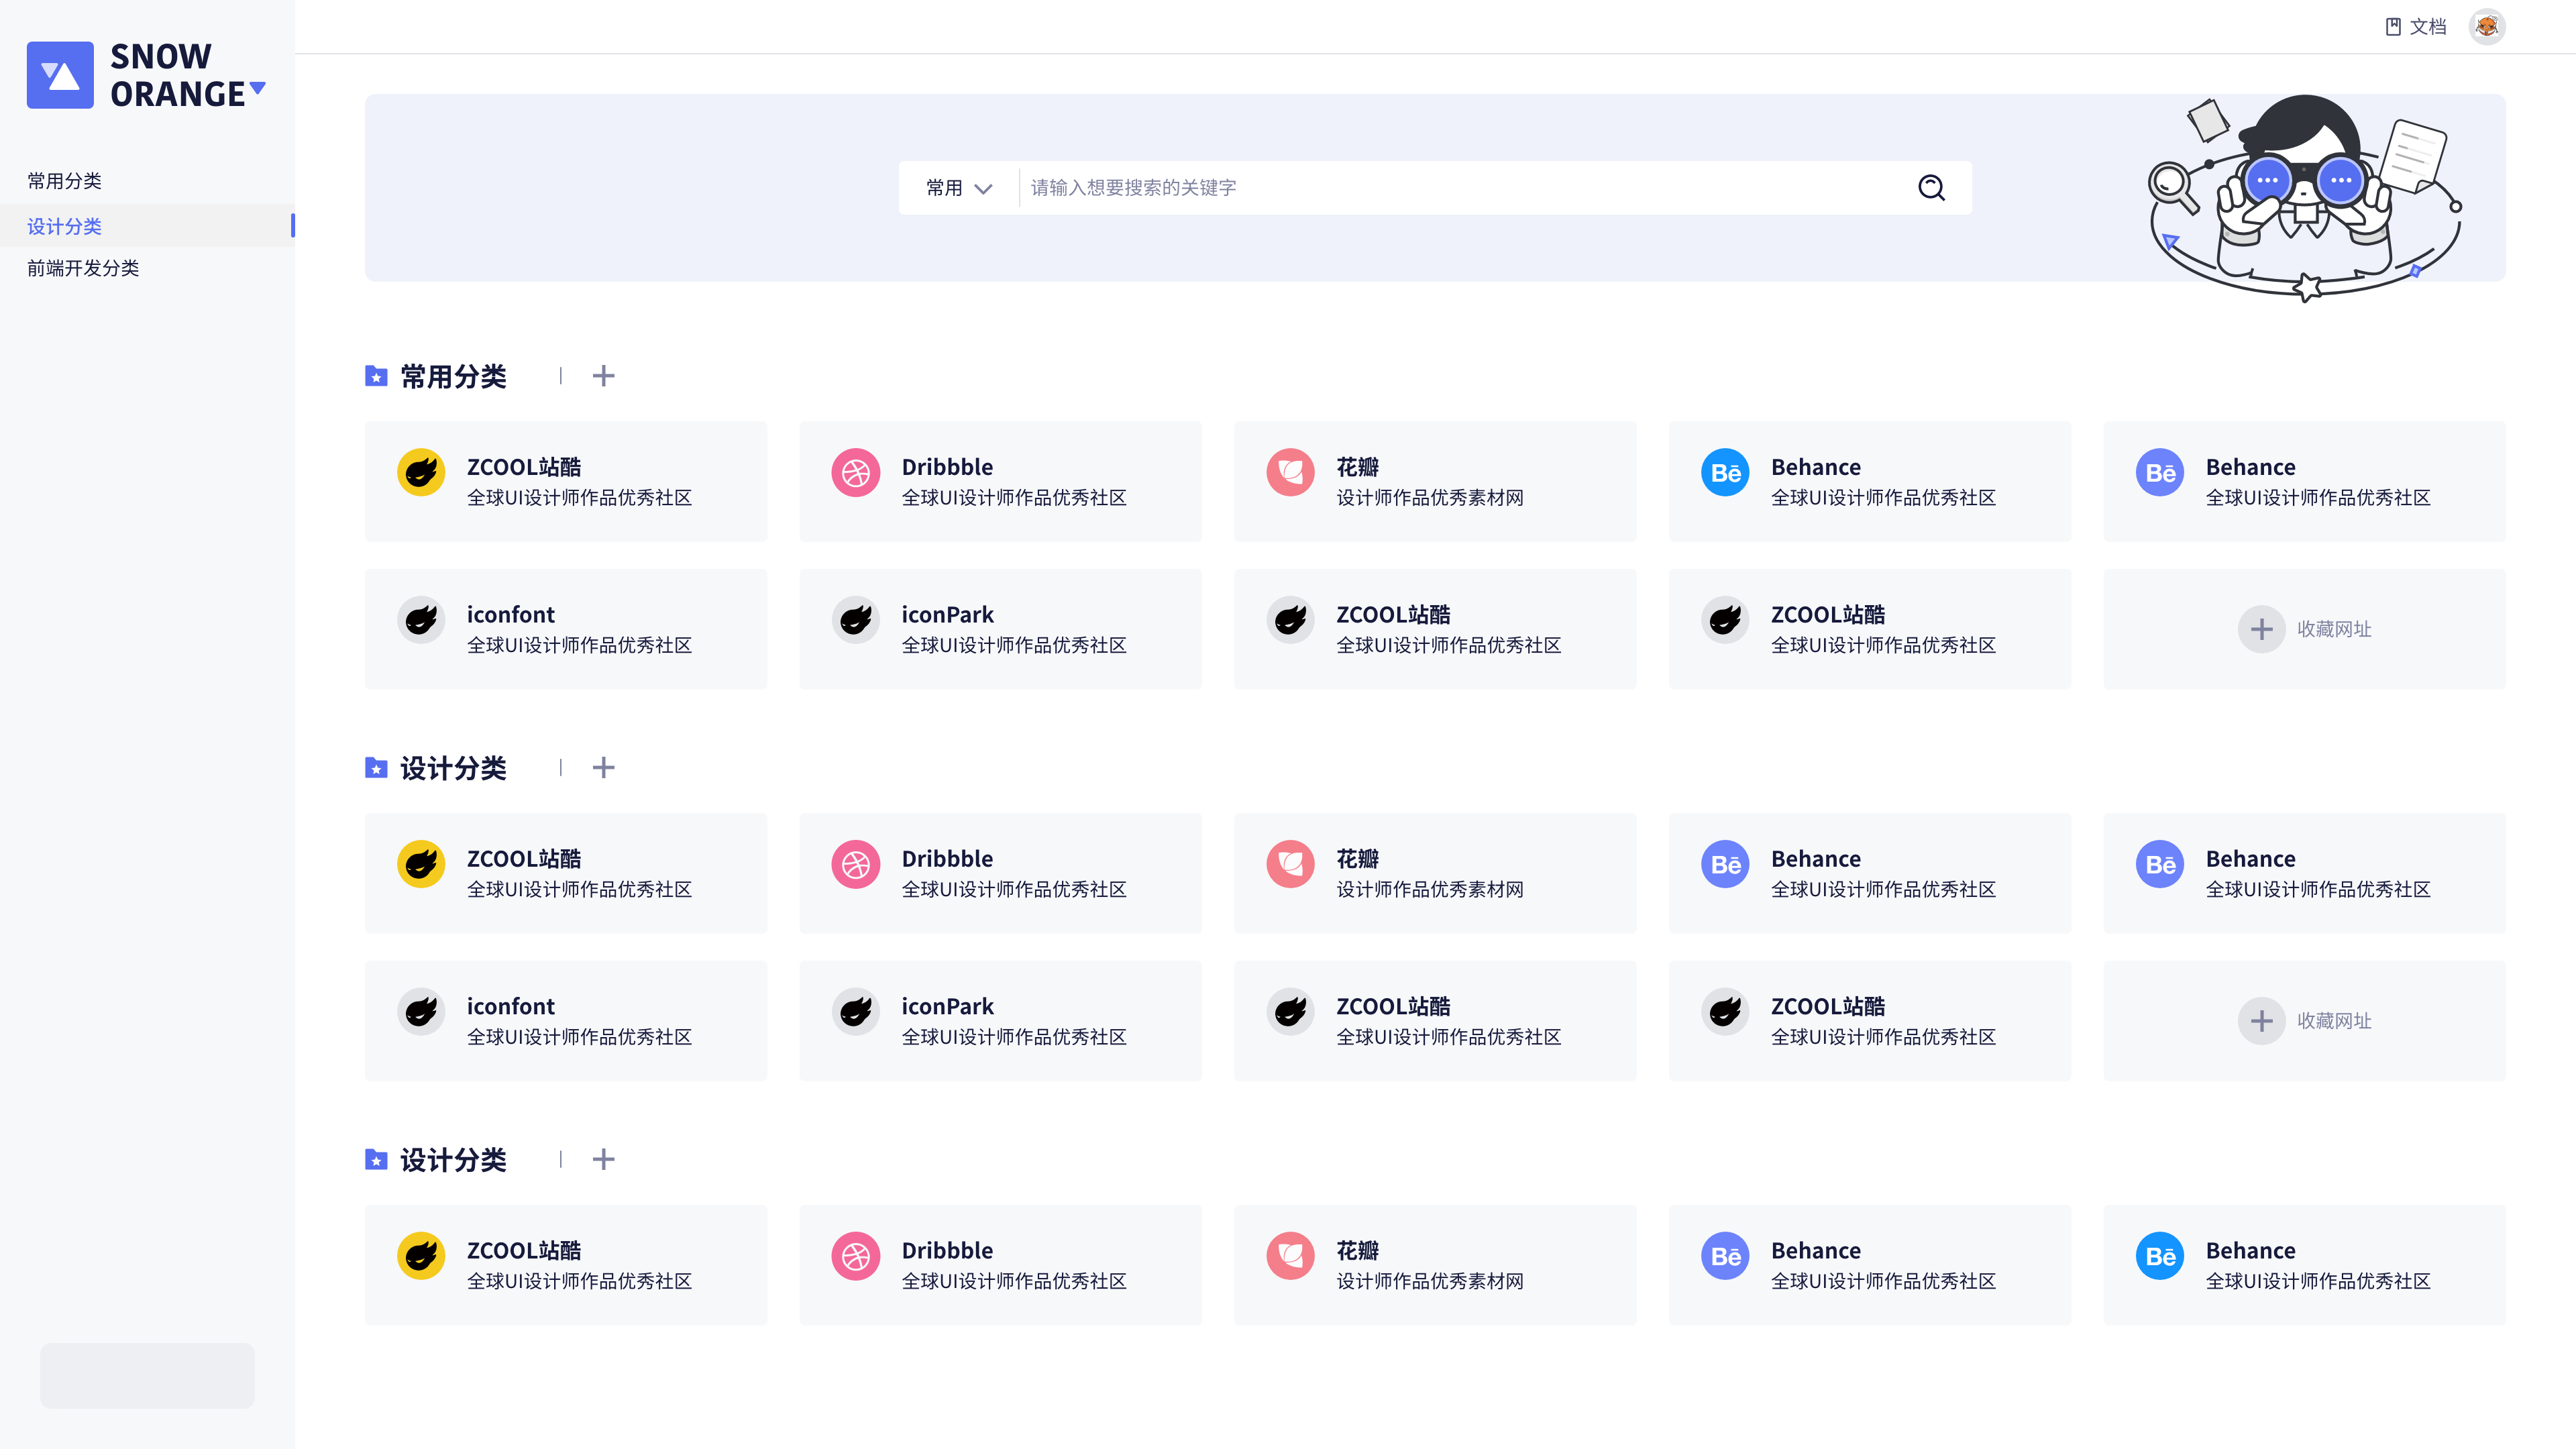 SNOW
ORANGE
常用分类
设计分类
前端开发分类
文档
常用
请输入想要搜索的关键字
常用分类
ZCOOL站酷
全球UI设计师作品优秀社区
Dribbble
全球UI设计师作品优秀社区
花瓣
设计师作品优秀素材网
Bē
Behance
全球UI设计师作品优秀社区
Bē
Behance
全球UI设计师作品优秀社区
iconfont
全球UI设计师作品优秀社区
iconPark
全球UI设计师作品优秀社区
ZCOOL站酷
全球UI设计师作品优秀社区
ZCOOL站酷
全球UI设计师作品优秀社区
收藏网址
设计分类
ZCOOL站酷
全球UI设计师作品优秀社区
Dribbble
全球UI设计师作品优秀社区
花瓣
设计师作品优秀素材网
Bē
Behance
全球UI设计师作品优秀社区
Bē
Behance
全球UI设计师作品优秀社区
iconfont
全球UI设计师作品优秀社区
iconPark
全球UI设计师作品优秀社区
ZCOOL站酷
全球UI设计师作品优秀社区
ZCOOL站酷
全球UI设计师作品优秀社区
收藏网址
设计分类
ZCOOL站酷
全球UI设计师作品优秀社区
Dribbble
全球UI设计师作品优秀社区
花瓣
设计师作品优秀素材网
Bē
Behance
全球UI设计师作品优秀社区
Bē
Behance
全球UI设计师作品优秀社区